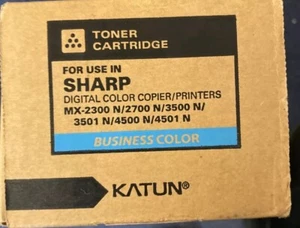 TONER
CARTRIDGE
FOR USE IN
SHARP
DIGITAL COLOR COPIER/PRINTERS
MX-2300 N/2700 N/3500 N/
3501 N/4500 N/4501 N
BUSINESS COLOR
KATUN®